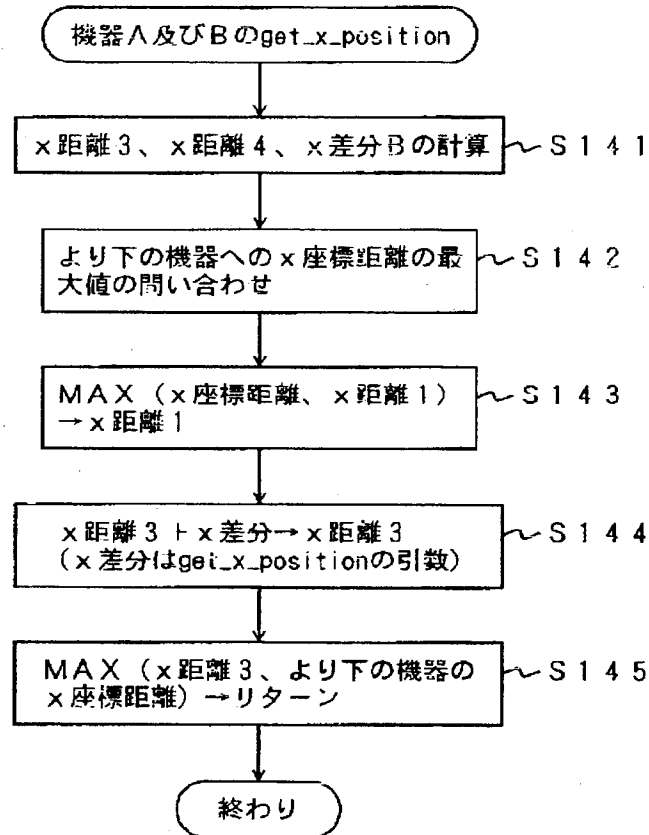 機器A及びBのget_x_position
x距離3、x距離4、x差分Bの計算
S141
より下の機器へのx座標距離の最
大値の問い合わせ
S142
MAX(x座標距離、x距離1)
→x距離1
S143
x距離3+x差分→x距離3
(x差分はget_x_positionの引数)
S144
MAX(x距離3、より下の機器の
x座標距離)→リターン
S145
終わり